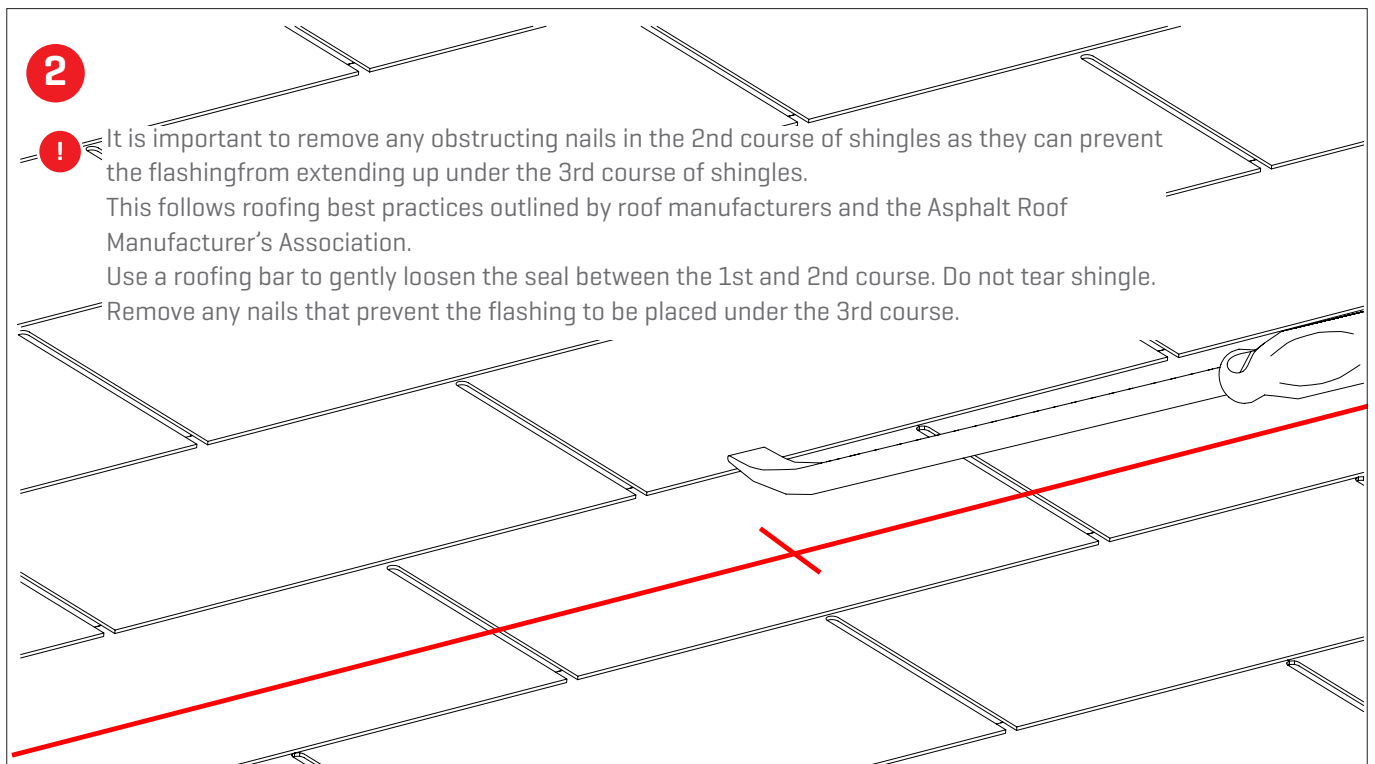 2
!
It is important to remove any obstructing nails in the 2nd course of shingles as they can prevent
the flashingfrom extending up under the 3rd course of shingles.
This follows roofing best practices outlined by roof manufacturers and the Asphalt Roof
Manufacturer’s Association.
Use a roofing bar to gently loosen the seal between the 1st and 2nd course. Do not tear shingle.
Remove any nails that prevent the flashing to be placed under the 3rd course.